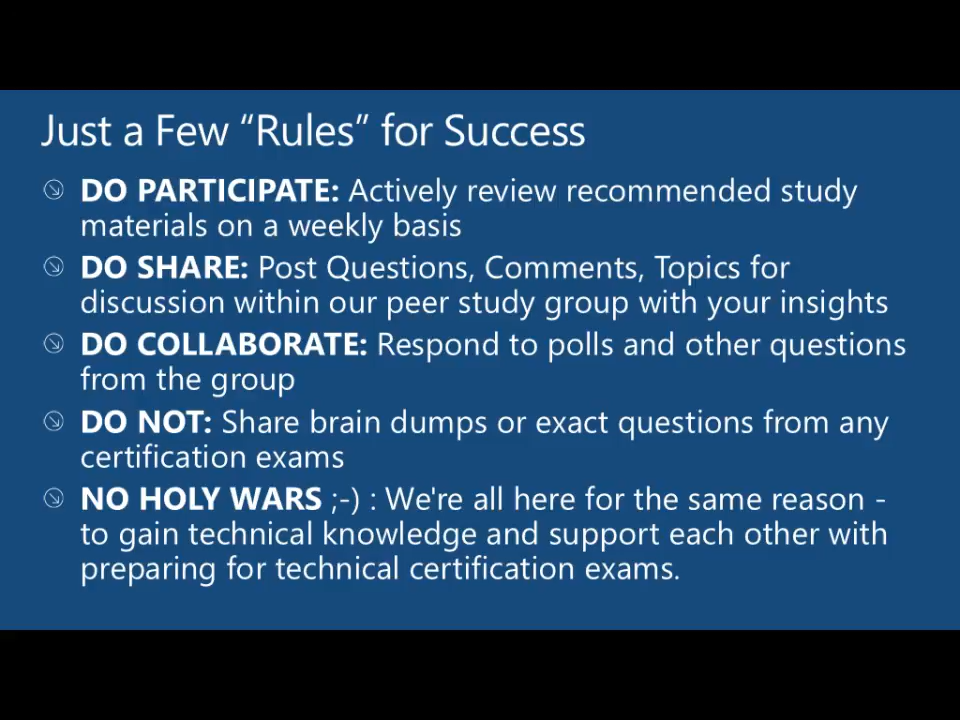 Just a Few “Rules” for Success
DO PARTICIPATE: Actively review recommended study
materials on a weekly basis
DO SHARE: Post Questions, Comments, Topics for
discussion within our peer study group with your insights
DO COLLABORATE: Respond to polls and other questions
from the group
DO NOT: Share brain dumps or exact questions from any
certification exams
NO HOLY WARS ;-) : We're all here for the same reason -
to gain technical knowledge and support each other with
preparing for technical certification exams.